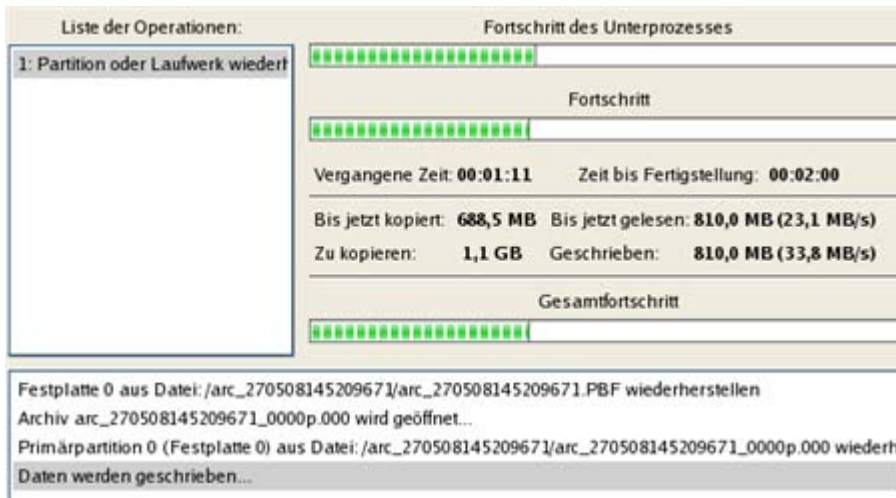 Liste der Operationen:
1: Partition oder Laufwerk wiederh
Fortschritt des Unterprozesses
Fortschritt
Vergangene Zeit: 00:01:11 Zeit bis Fertigstellung: 00:02:00
Bis jetzt kopiert: 688,5 MB Bis jetzt gelesen: 810,0 MB (23,1 MB/s)
Zu kopieren: 1,1 GB Geschrieben: 810,0 MB (33,8 MB/s)
Gesamtfortschritt
Festplatte 0 aus Datei: /arc_270508145209671/arc_270508145209671.PBF wiederherstellen
Archiv arc_270508145209671_0000p.000 wird geöffnet...
Primärpartition 0 (Festplatte 0) aus Datei: /arc_270508145209671/arc_270508145209671_0000p.000 wiederh
Daten werden geschrieben...